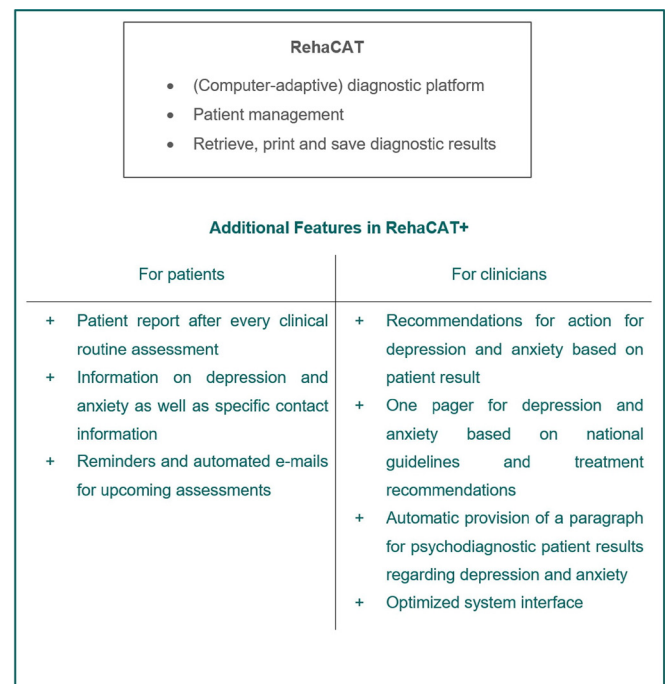 RehaCAT
• (Computer-adaptive) diagnostic platform
• Patient management
• Retrieve, print and save diagnostic results
Additional Features in RehaCAT+
For patients
+ Patient report after every clinical
routine assessment
+ Information on depression and
anxiety as well as specific contact
information
+ Reminders and automated e-mails
for upcoming assessments
For clinicians
+ Recommendations for action for
depression and anxiety based on
patient result
+ One pager for depression and
anxiety based on national
guidelines and treatment
recommendations
+ Automatic provision of a paragraph
for psychodiagnostic patient results
regarding depression and anxiety
+ Optimized system interface